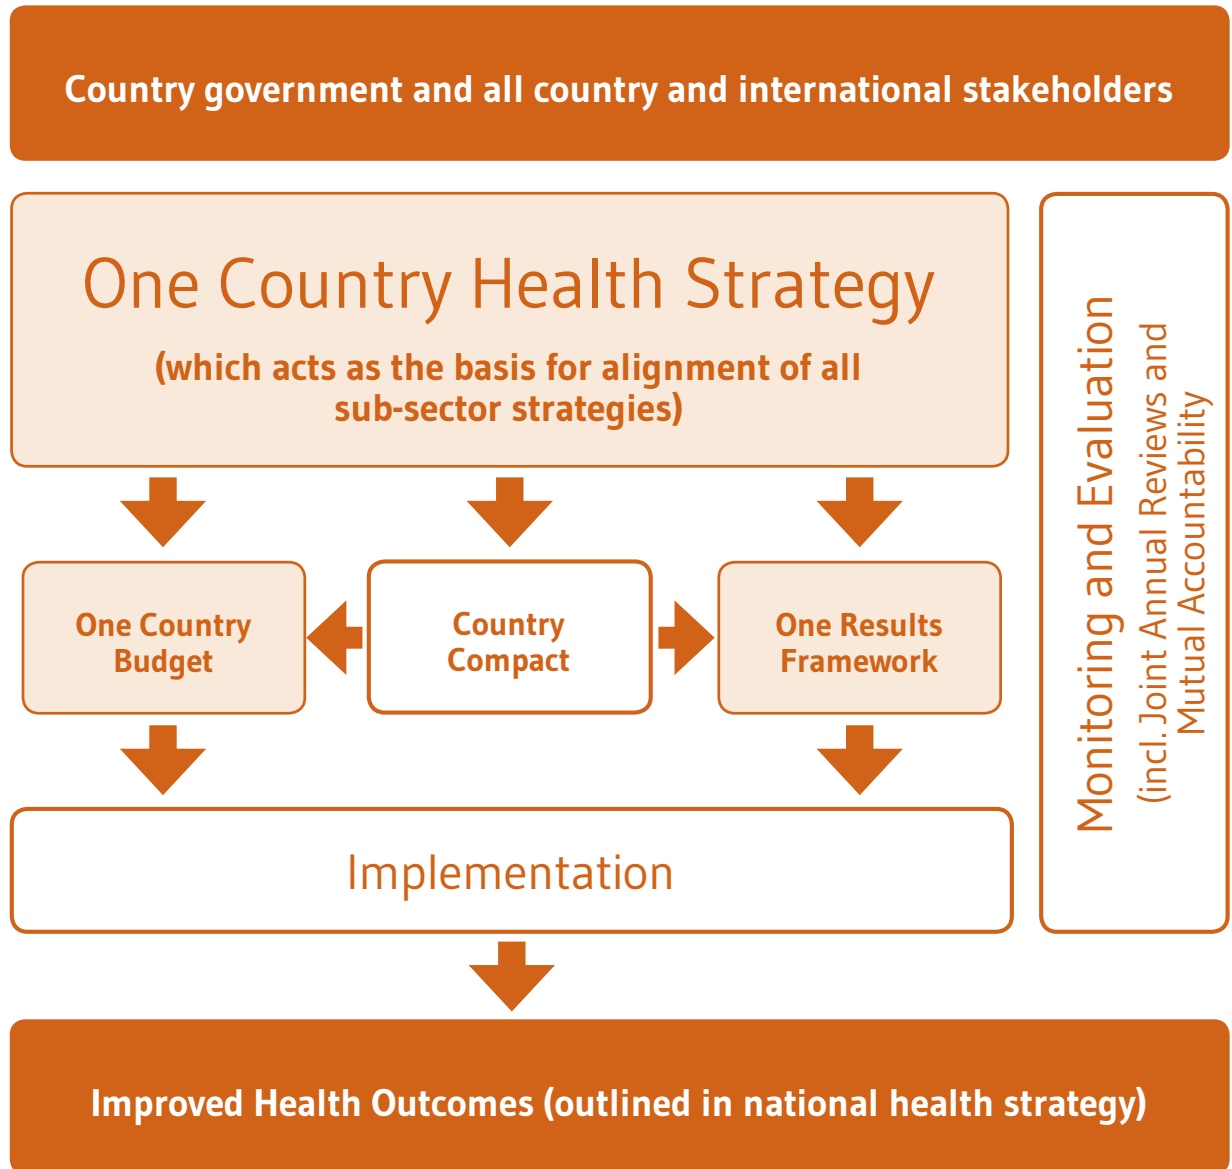 Country government and all country and international stakeholders
One Country Health Strategy
(which acts as the basis for alignment of all
sub-sector strategies)
One Country
Budget
Country
Compact
One Results
Framework
Implementation
Monitoring and Evaluation
(incl. Joint Annual Reviews and
Mutual Accountability
Improved Health Outcomes (outlined in national health strategy)